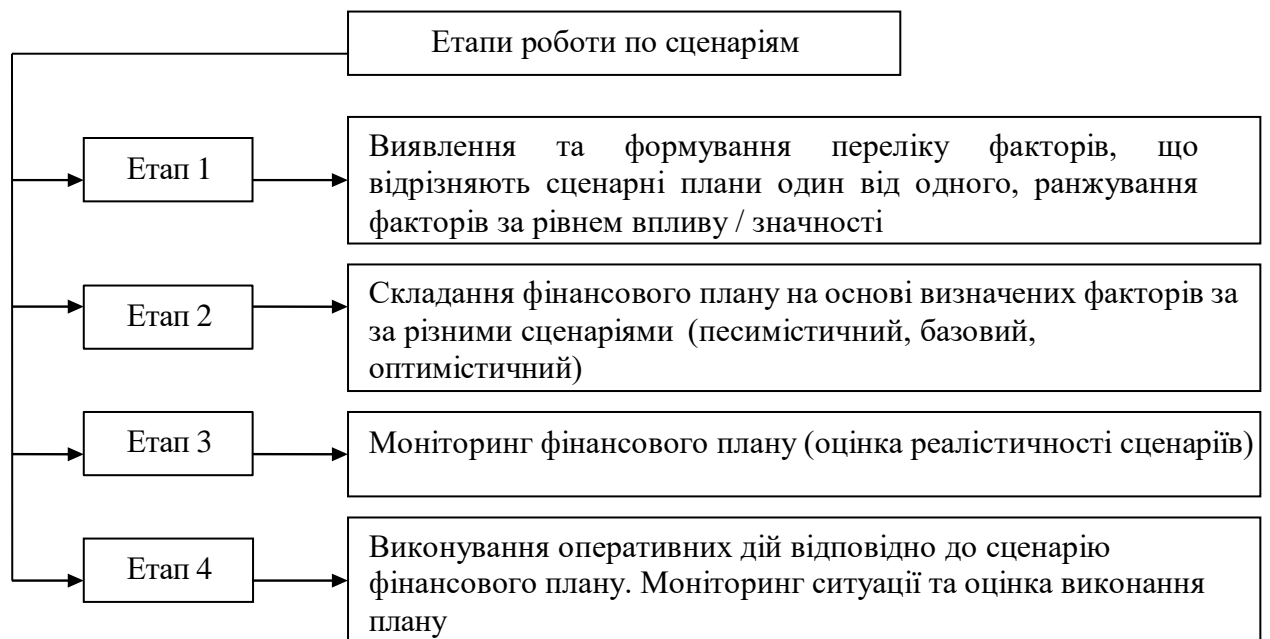 Етапи роботи по сценаріям
Етап 1
Виявлення та формування переліку факторів, що
відрізняють сценарні плани один від одного, ранжування
факторів за рівнем впливу / значності
Етап 2
Складання фінансового плану на основі визначених факторів за
за різними сценаріями (песимістичний, базовий,
оптимістичний)
Етап 3
Моніторинг фінансового плану (оцінка реалістичності сценаріїв)
Етап 4
Виконування оперативних дій відповідно до сценарію
фінансового плану. Моніторинг ситуації та оцінка виконання
плану